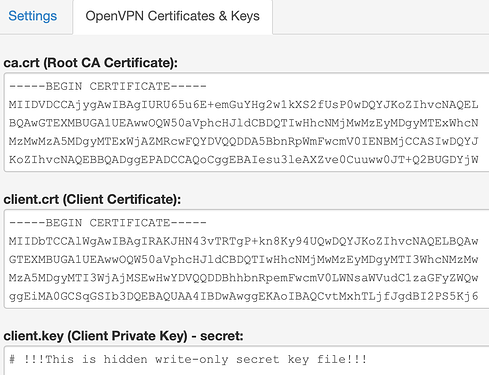 Settings
OpenVPN Certificates & Keys
ca.crt (Root CA Certificate):
-----BEGIN CERTIFICATE-----
MIIDVDCCAjygAwIBAgIURU65u6E+emGuYHg2w1kXS2fUsP0wDQYJKoZIhvcNAQEL
BQAwGTEXMBUGA1UEAwwOQW50aVphcHJldCBDQTIwHhcNMjMwMzEyMDgyMTExWhcN
MzMwMzA5MDgyMTExWjAZMRcwFQYDVQQDDA5BbnRpWmFwcmV0IENBMjCCASIwDQYJ
KoZIhvcNAQEBBQADggEPADCCAQoCggEBAIesu3leAXZve0Cuuww0JT+Q2BUGDYjW
client.crt (Client Certificate):
-----BEGIN CERTIFICATE-----
MIIDbTCCAlWgAwIBAgIRAKJHN43vTRTgP+kn8Ky94UQwDQYJKoZIhvcNAQELBQAw
GTEXMBUGA1UEAwwOQW50aVphcHJldCBDQTIwHhcNMjMwMzEyMDgyMTI3WhcNMzMw
MzA5MDgyMTI3WjAjMSEwHwYDVQQDDBhhbnRpemFwcmV0LWNsaWVudC1zaGFyZWQw
ggEiMA0GCSqGSIb3DQEBAQUAA4IBDwAwggEKAoIBAQCvtMxhTLjfJgdBI2PS5Kj6
client.key (Client Private Key) - secret:
# !!!This is hidden write-only secret key file!!!